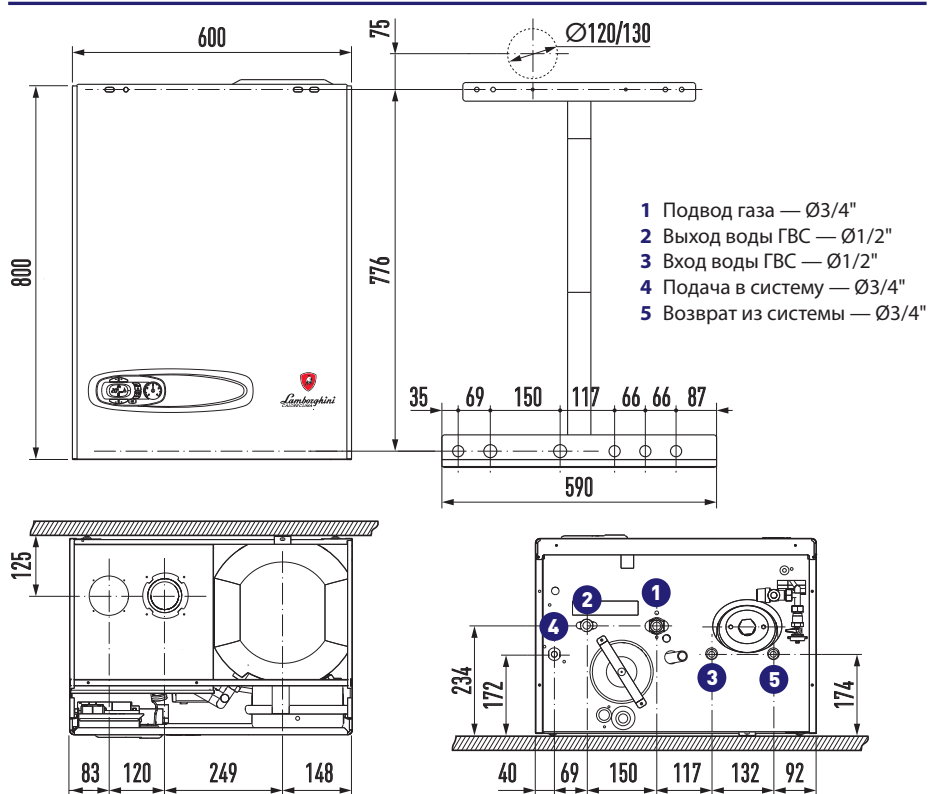 600
75
Ø120/130
800
776
1 Подвод газа — Ø3/4"
2 Выход воды ГВС — Ø1/2"
3 Вход воды ГВС — Ø1/2"
4 Подача в систему — Ø3/4"
5 Возврат из системы — Ø3/4"
Lamborghini
CALORECLIMA
35 69 150 117 66 66 87
590
125
83 120 249 148
2 1
4
3 5
234
172
174
40 69 150 117 132 92